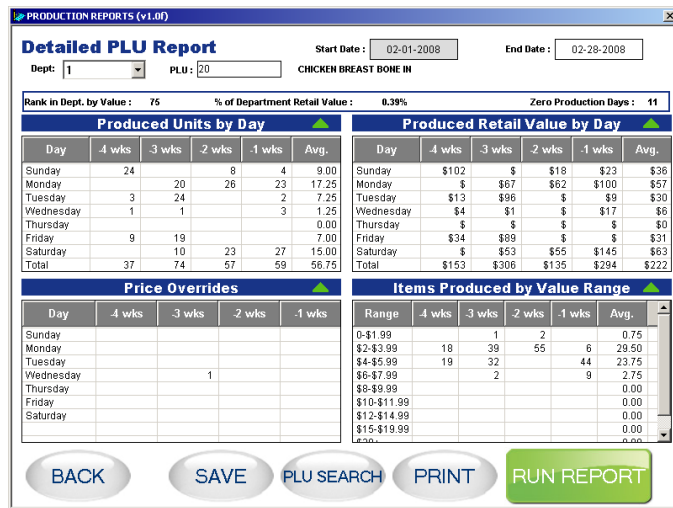 PRODUCTION REPORTS (v1.0f)
Detailed PLU Report
Start Date : 02-01-2008 End Date : 02-28-2008
Dept: 1 PLU : 20 CHICKEN BREAST BONE IN
Rank in Dept. by Value : 75 % of Department Retail Value : 0.39% Zero Production Days : 11
Produced Units by Day
Day -4 wks -3 wks -2 wks -1 wks Avg.
Sunday 24 8 4 9.00
Monday 20 26 23 17.25
Tuesday 3 24 2 7.25
Wednesday 1 1 3 1.25
Thursday 0.00
Friday 9 19 7.00
Saturday 10 23 27 15.00
Total 37 74 57 59 56.75
Produced Retail Value by Day
Day -4 wks -3 wks -2 wks -1 wks Avg.
Sunday $102 $ $18 $23 $36
Monday $ $67 $62 $100 $57
Tuesday $13 $96 $ $9 $30
Wednesday $4 $1 $ $17 $6
Thursday $ $ $ $ $0
Friday $34 $89 $ $ $31
Saturday $ $53 $55 $145 $63
Total $153 $306 $135 $294 $222
Price Overrides
Day -4 wks -3 wks -2 wks -1 wks
Sunday
Monday
Tuesday
Wednesday 1
Thursday
Friday
Saturday
Items Produced by Value Range
Range -4 wks -3 wks -2 wks -1 wks Avg.
0-$1.99 1 2 0.75
$2-$3.99 18 39 55 6 29.50
$4-$5.99 19 32 44 23.75
$6-$7.99 2 9 2.75
$8-$9.99 0.00
$10-$11.99 0.00
$12-$14.99 0.00
$15-$19.99 0.00
BACK SAVE PLU SEARCH PRINT RUN REPORT